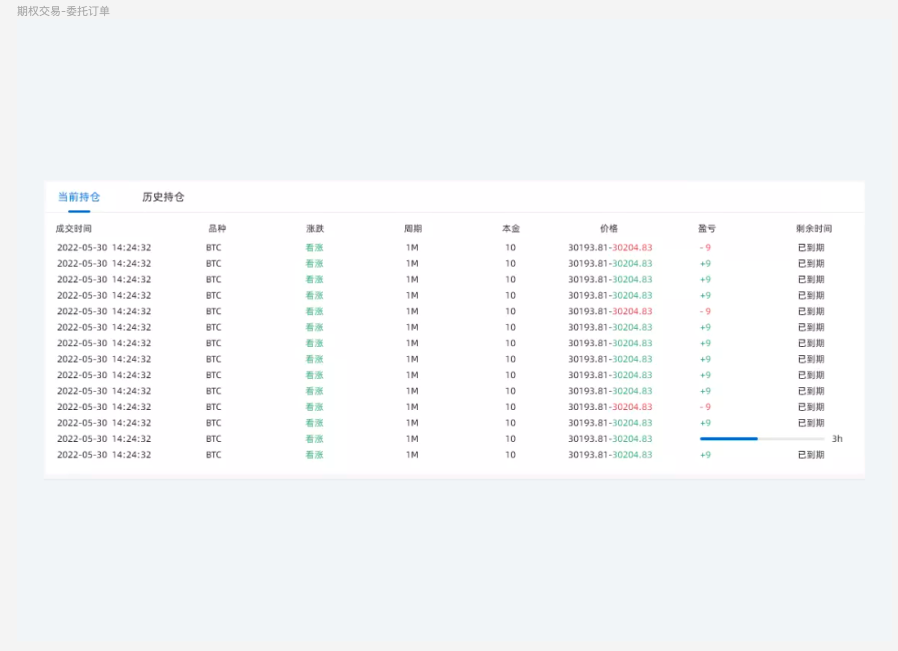 期权交易-委托订单
当前持仓 历史持仓
成交时间 品种 涨跌 周期 本金 价格 盈亏 剩余时间
2022-05-30 14:24:32 BTC 看涨 1M 10 30193.81-30204.83 - 9 已到期
2022-05-30 14:24:32 BTC 看涨 1M 10 30193.81-30204.83 +9 已到期
2022-05-30 14:24:32 BTC 看涨 1M 10 30193.81-30204.83 +9 已到期
2022-05-30 14:24:32 BTC 看涨 1M 10 30193.81-30204.83 +9 已到期
2022-05-30 14:24:32 BTC 看涨 1M 10 30193.81-30204.83 - 9 已到期
2022-05-30 14:24:32 BTC 看涨 1M 10 30193.81-30204.83 +9 已到期
2022-05-30 14:24:32 BTC 看涨 1M 10 30193.81-30204.83 +9 已到期
2022-05-30 14:24:32 BTC 看涨 1M 10 30193.81-30204.83 +9 已到期
2022-05-30 14:24:32 BTC 看涨 1M 10 30193.81-30204.83 +9 已到期
2022-05-30 14:24:32 BTC 看涨 1M 10 30193.81-30204.83 +9 已到期
2022-05-30 14:24:32 BTC 看涨 1M 10 30193.81-30204.83 - 9 已到期
2022-05-30 14:24:32 BTC 看涨 1M 10 30193.81-30204.83 +9 已到期
2022-05-30 14:24:32 BTC 看涨 1M 10 30193.81-30204.83 3h
2022-05-30 14:24:32 BTC 看涨 1M 10 30193.81-30204.83 +9 已到期